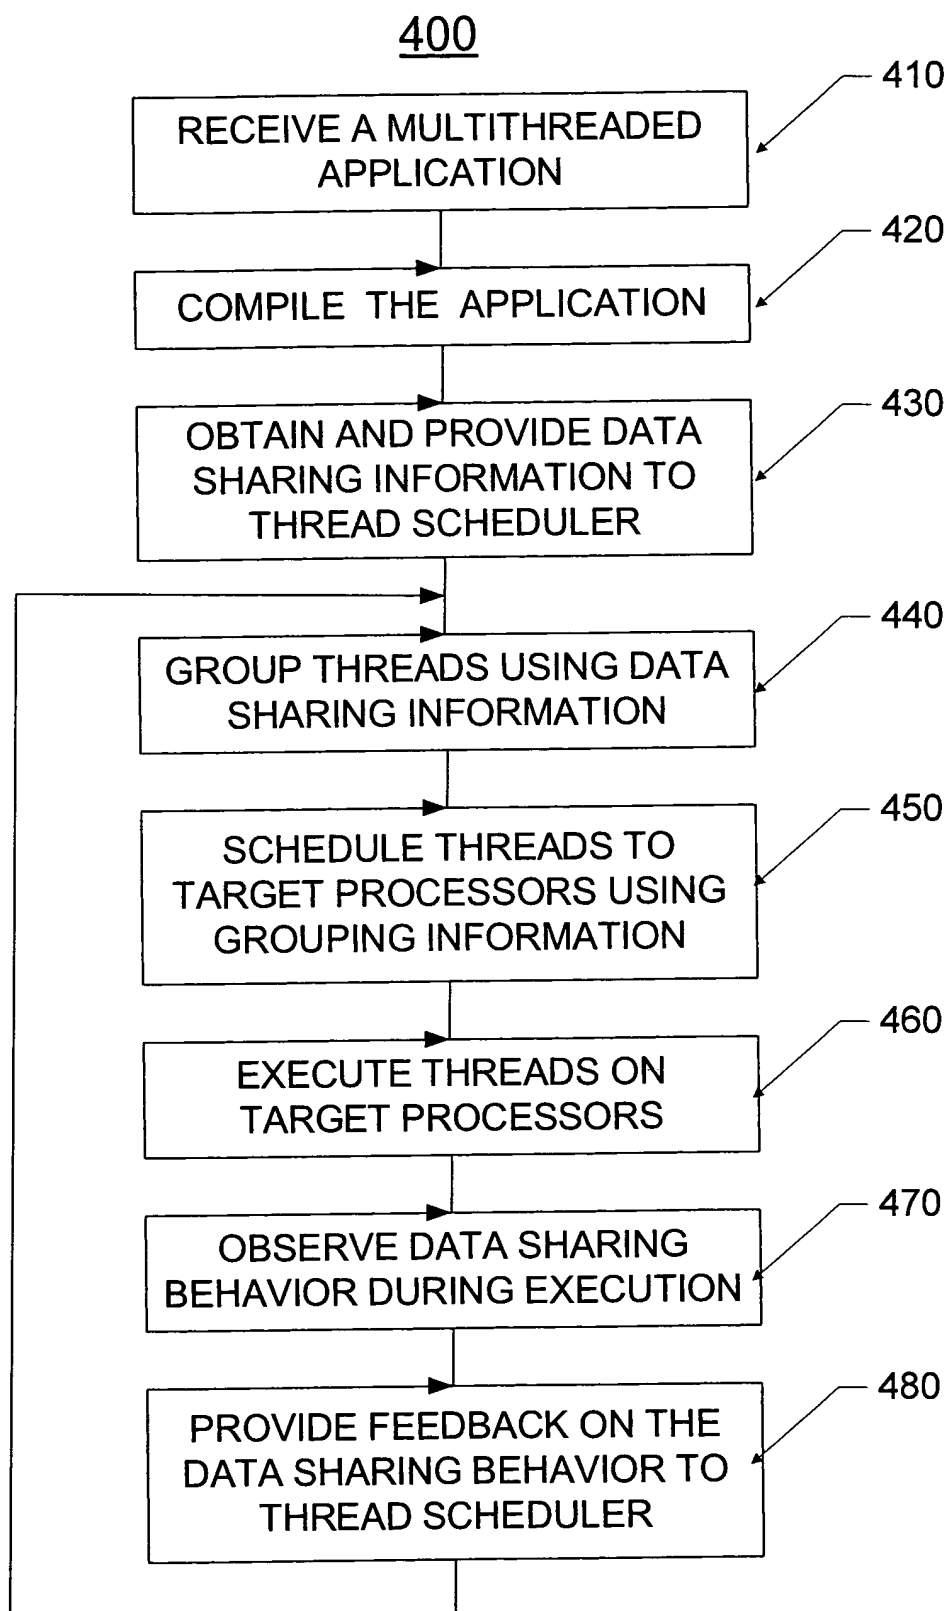 400
410
RECEIVE A MULTITHREADED
APPLICATION
420
COMPILE THE APPLICATION
430
OBTAIN AND PROVIDE DATA
SHARING INFORMATION TO
THREAD SCHEDULER
440
GROUP THREADS USING DATA
SHARING INFORMATION
450
SCHEDULE THREADS TO
TARGET PROCESSORS USING
GROUPING INFORMATION
460
EXECUTE THREADS ON
TARGET PROCESSORS
470
OBSERVE DATA SHARING
BEHAVIOR DURING EXECUTION
480
PROVIDE FEEDBACK ON THE
DATA SHARING BEHAVIOR TO
THREAD SCHEDULER